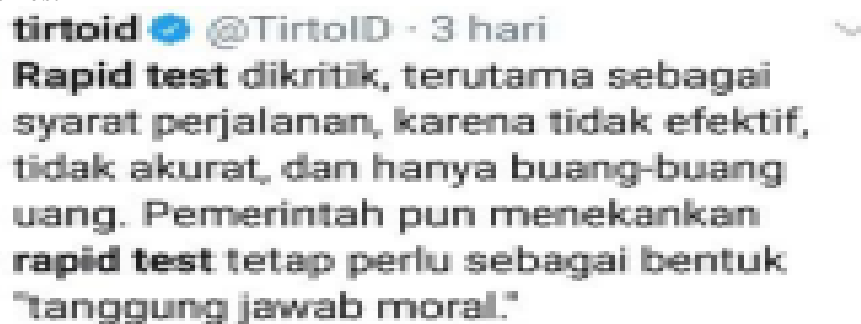 tirtoid @TirtoID · 3 hari
Rapid test dikritik, terutama sebagai
syarat perjalanan, karena tidak efektif,
tidak akurat, dan hanya buang-buang
uang. Pemerintah pun menekankan
rapid test tetap perlu sebagai bentuk
"tanggung jawab moral."